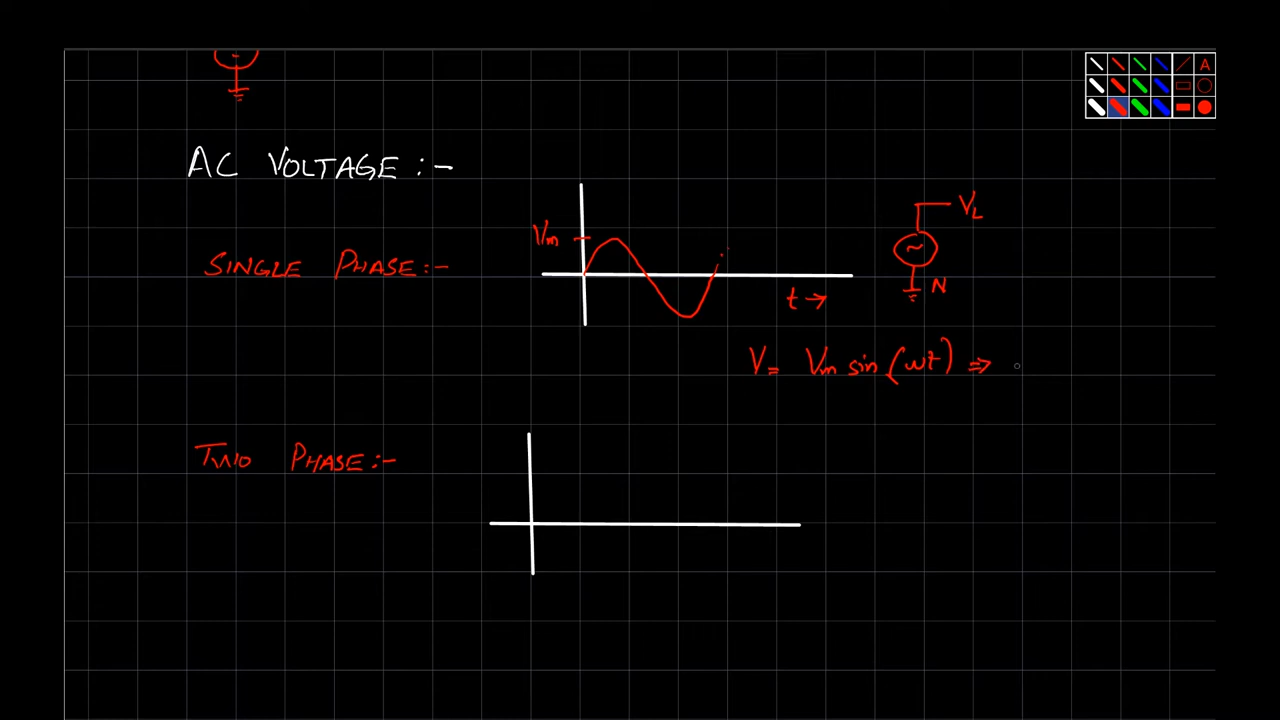 AC VOLTAGE :-
SINGLE PHASE :-
Vm
t →
VL
~
N
V = Vm sin (ωt) ⇒
TWO PHASE :-
A